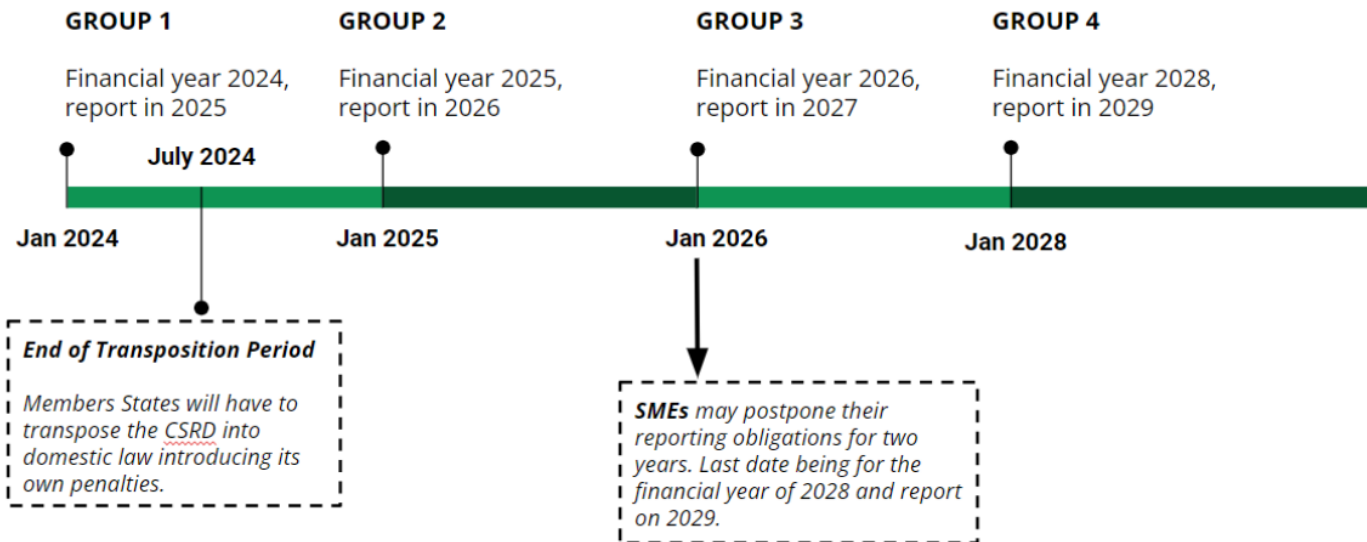 GROUP 1
Financial year 2024,
report in 2025
GROUP 2
Financial year 2025,
report in 2026
GROUP 3
Financial year 2026,
report in 2027
GROUP 4
Financial year 2028,
report in 2029
July 2024
Jan 2024
Jan 2025
Jan 2026
Jan 2028
End of Transposition Period
Members States will have to
transpose the CSRD into
domestic law introducing its
own penalties.
SMEs may postpone their
reporting obligations for two
years. Last date being for the
financial year of 2028 and report
on 2029.